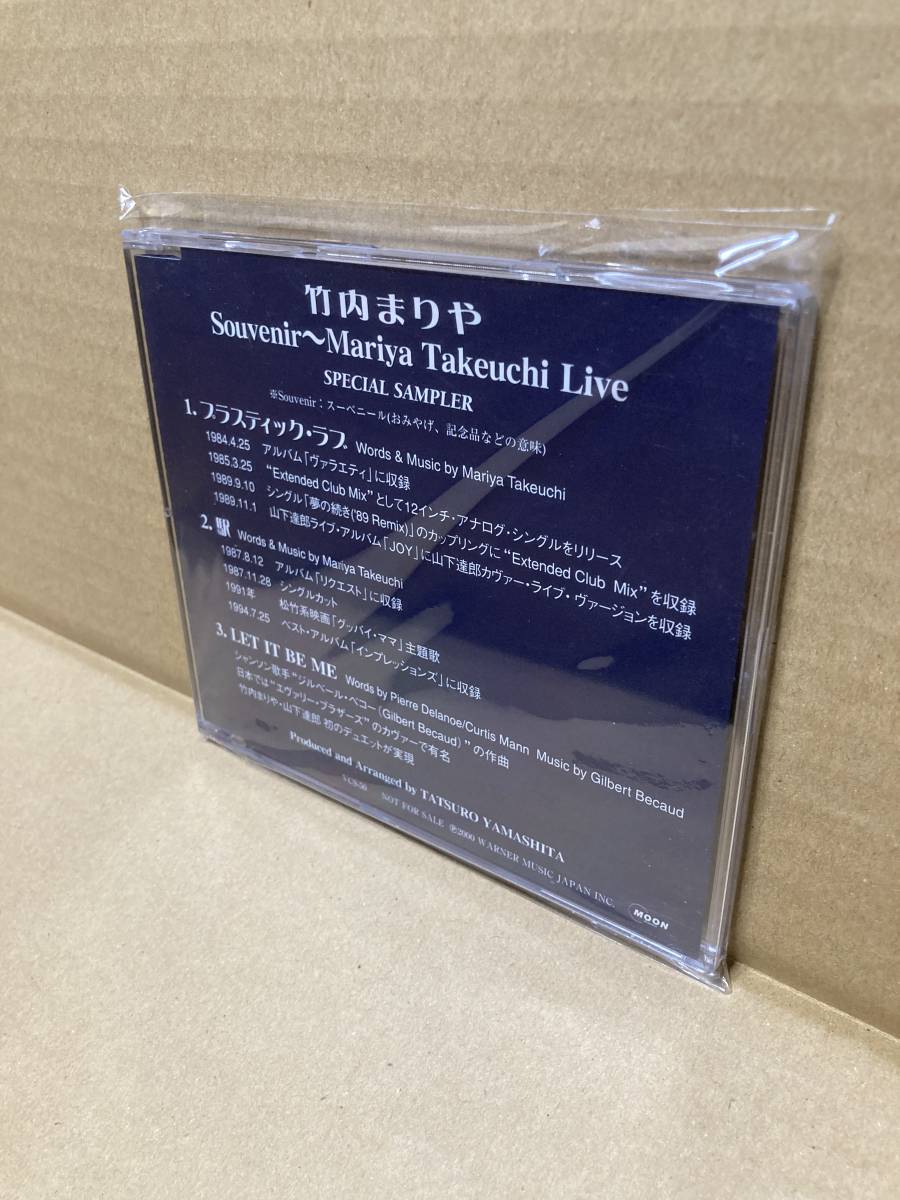 竹内まりや
Souvenir〜Mariya Takeuchi Live
SPECIAL SAMPLER
※Souvenir：スーベニール(おみやげ、記念品などの意味)
1. プラスティック・ラブ Words & Music by Mariya Takeuchi
1984.4.25 アルバム「ヴァラエティ」に収録
1985.3.25 “Extended Club Mix”として12インチ・アナログ・シングルをリリース
1989.9.10 シングル「夢の続き('89 Remix)」のカップリングに“Extended Club Mix”を収録
1989.11.1 山下達郎ライブ・アルバム「JOY」に山下達郎カヴァー・ライブ・ヴァージョンを収録
2. 駅 Words & Music by Mariya Takeuchi
1987.8.12 アルバム「リクエスト」に収録
1987.11.28 シングルカット
1991年 松竹系映画「グッバイ・ママ」主題歌
1994.7.25 ベスト・アルバム「インプレッションズ」に収録
3. LET IT BE ME Words by Pierre Delanoe/Curtis Mann Music by Gilbert Becaud
シャンソン歌手“ジルベール・ベコー(Gilbert Becaud)”の作曲
日本では“エヴァリー・ブラザーズ”のカヴァーで有名
竹内まりや・山下達郎 初のデュエットが実現
Produced and Arranged by TATSURO YAMASHITA
VCS-50 NOT FOR SALE ℗2000 WARNER MUSIC JAPAN INC.
MOON